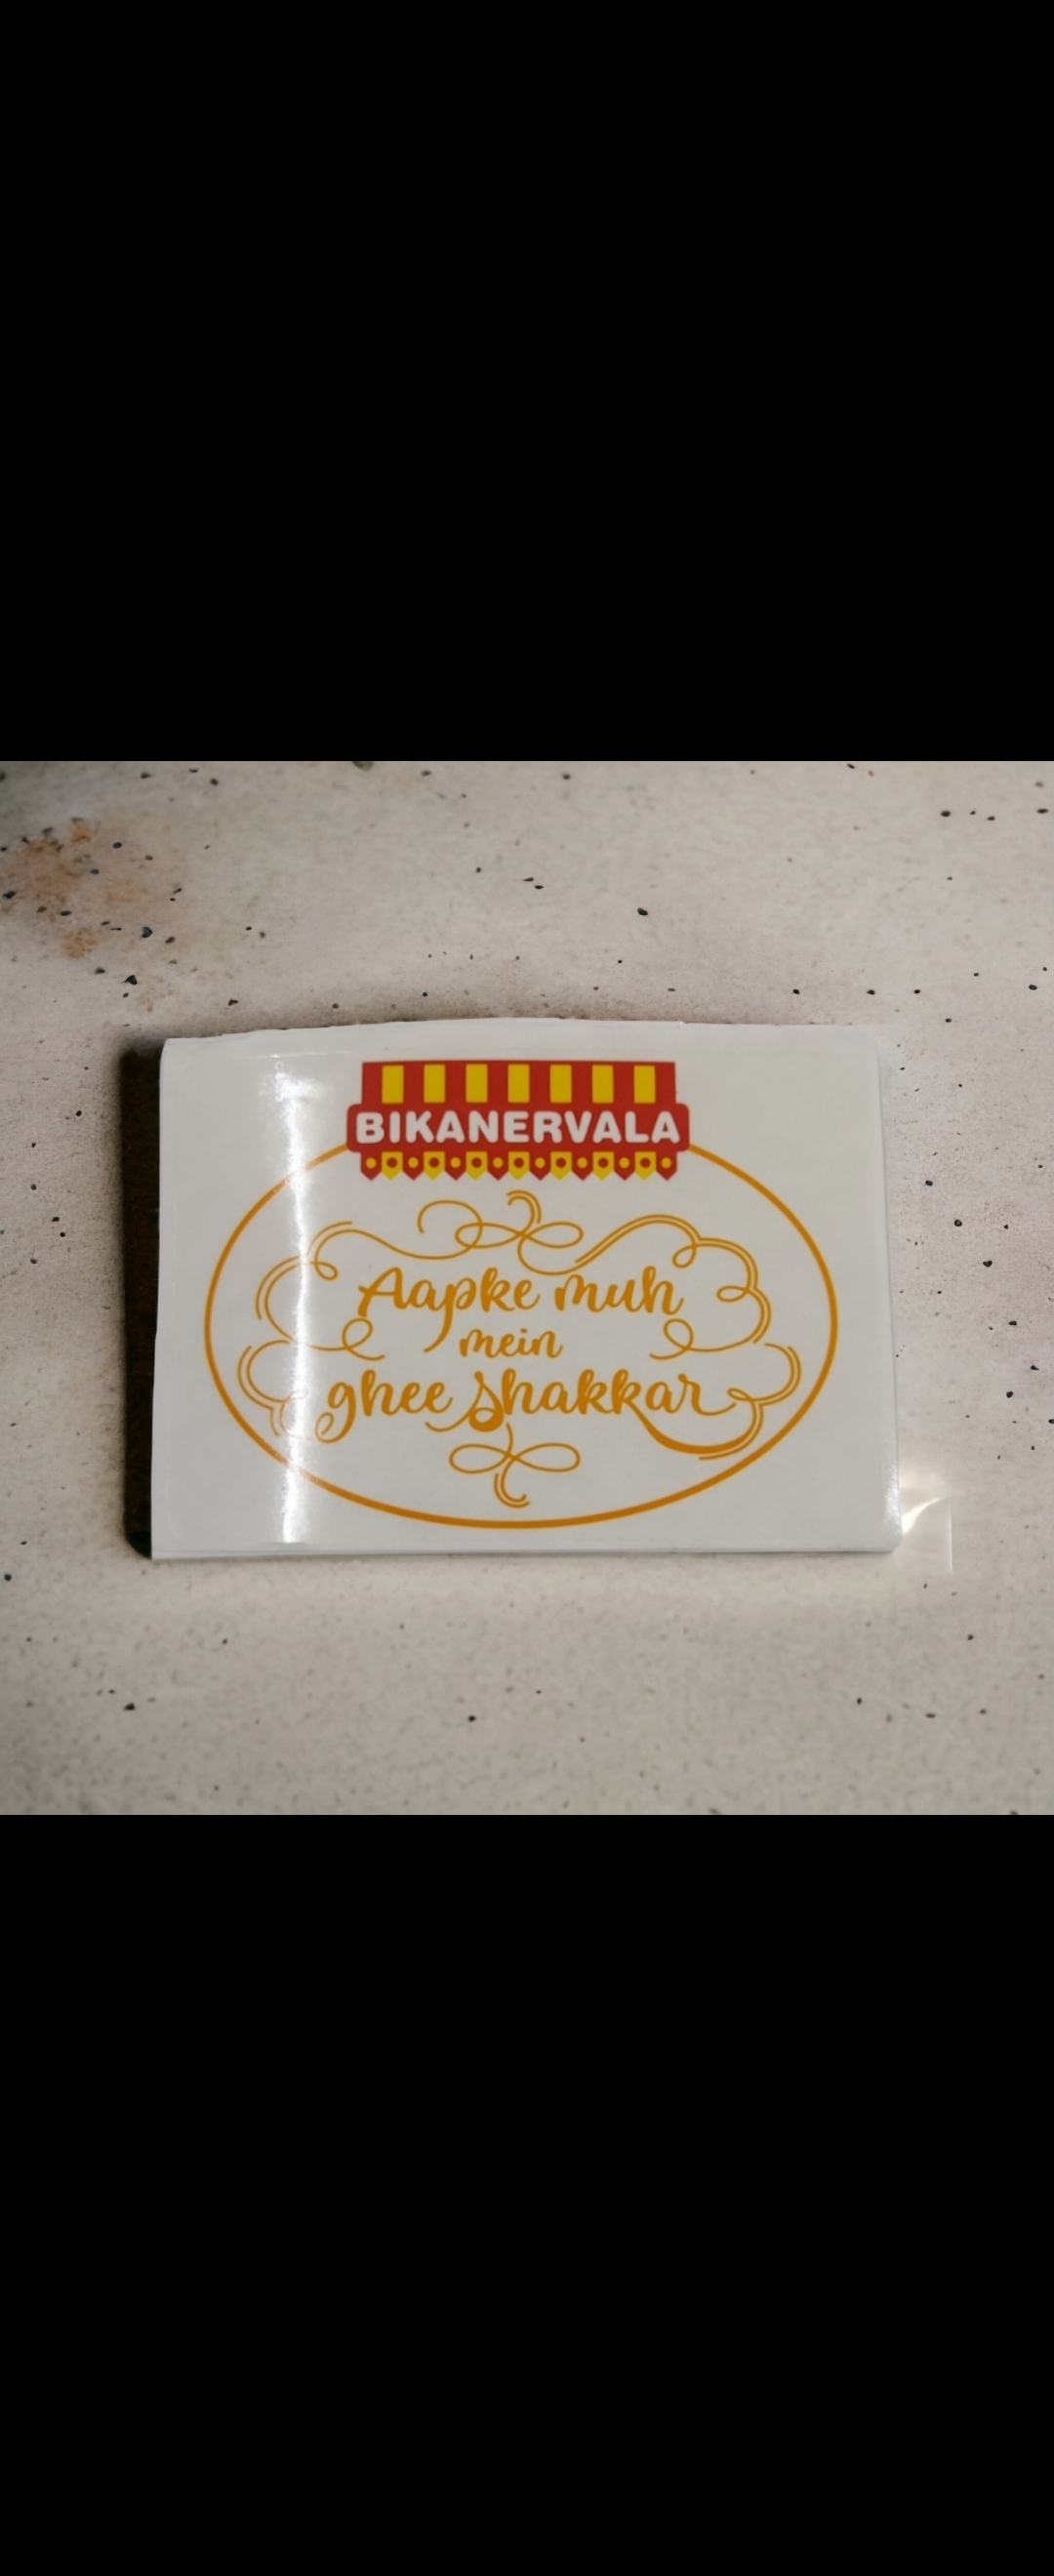 BIKANERVALA
Aapke muh
mein
ghee shakkar